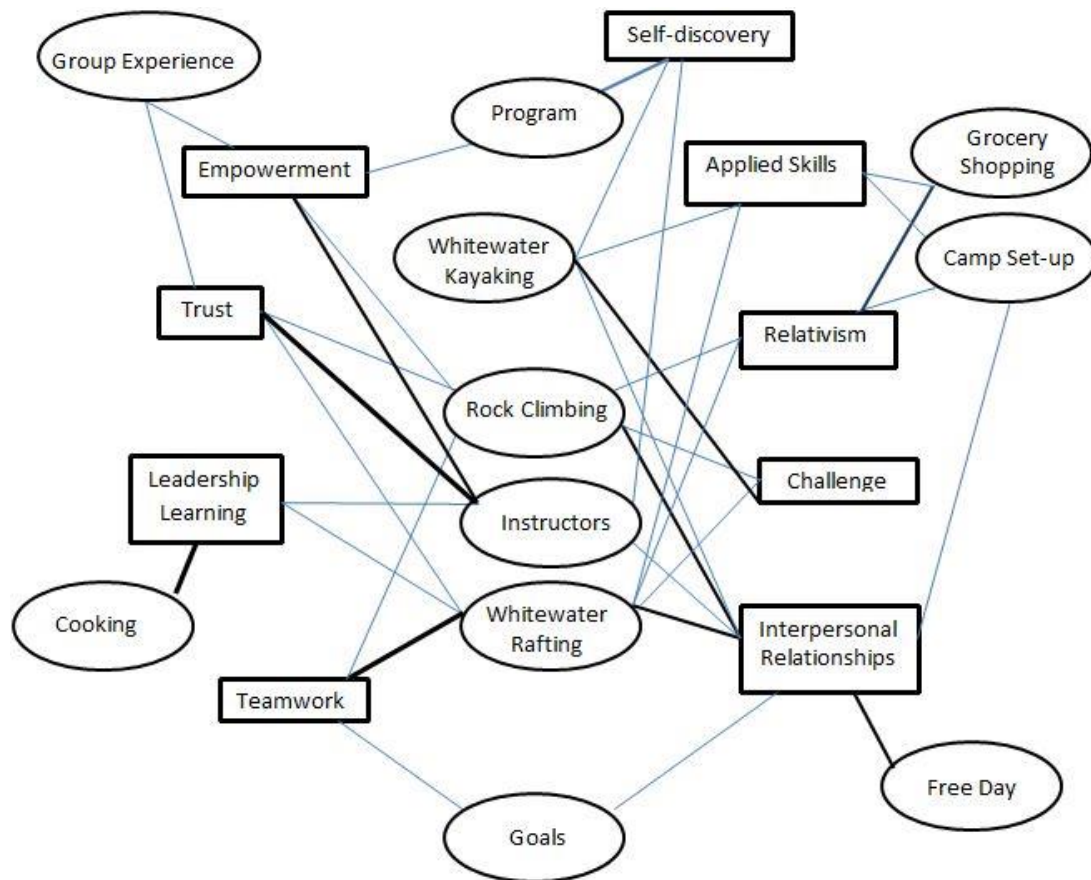 Self-discovery
Group Experience
Program
Grocery
Shopping
Empowerment
Applied Skills
Whitewater
Kayaking
Camp Set-up
Trust
Relativism
Rock Climbing
Leadership
Learning
Challenge
Instructors
Cooking
Whitewater
Rafting
Interpersonal
Relationships
Teamwork
Free Day
Goals